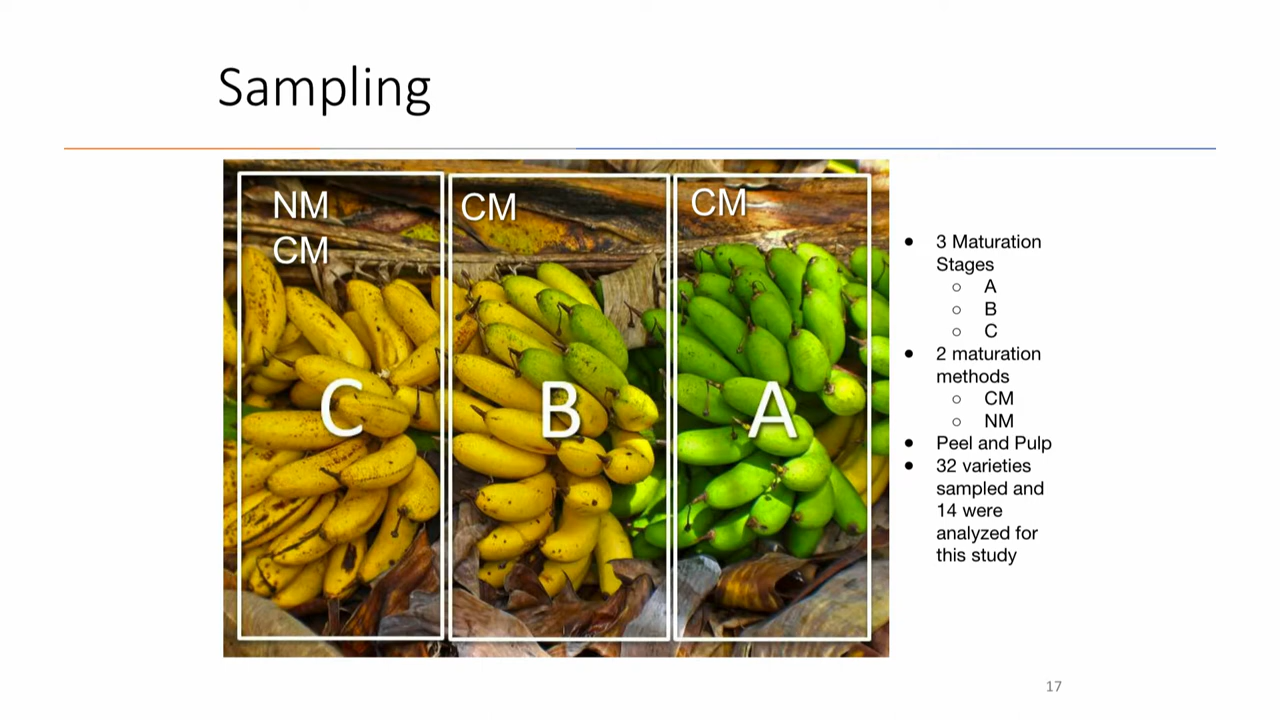 Sampling
NM
CM
CM
CM
C
B
A
● 3 Maturation
Stages
○ A
○ B
○ C
● 2 maturation
methods
○ CM
○ NM
● Peel and Pulp
● 32 varieties
sampled and
14 were
analyzed for
this study
17